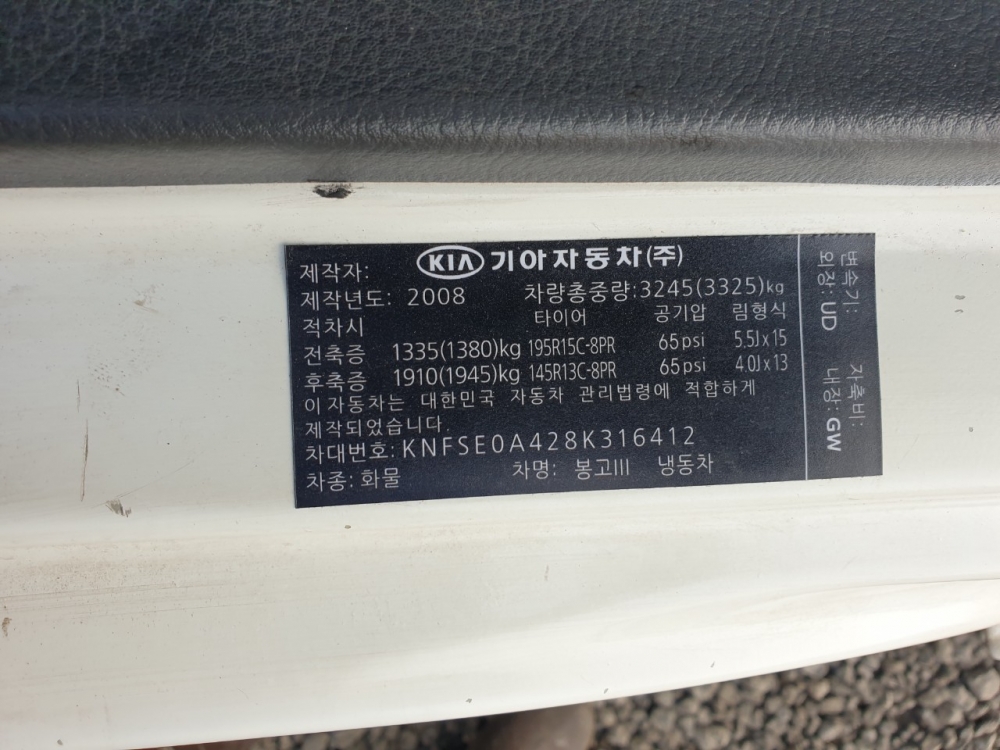 제작자: KIA 기아자동차(주)
제작년도: 2008 차량총중량:3245(3325)kg
적차시 타이어 공기압 림형식
전축증 1335(1380)kg 195R15C-8PR 65psi 5.5J x 15
후축증 1910(1945)kg 145R13C-8PR 65psi 4.0J x 13
이자동차는 대한민국 자동차 관리법령에 적합하게
제작되었습니다.
차대번호: KNFSE0A428K316412
차종: 화물 차명: 봉고III 냉동차
변속기: 차축비:
외장: UD 내장: GW